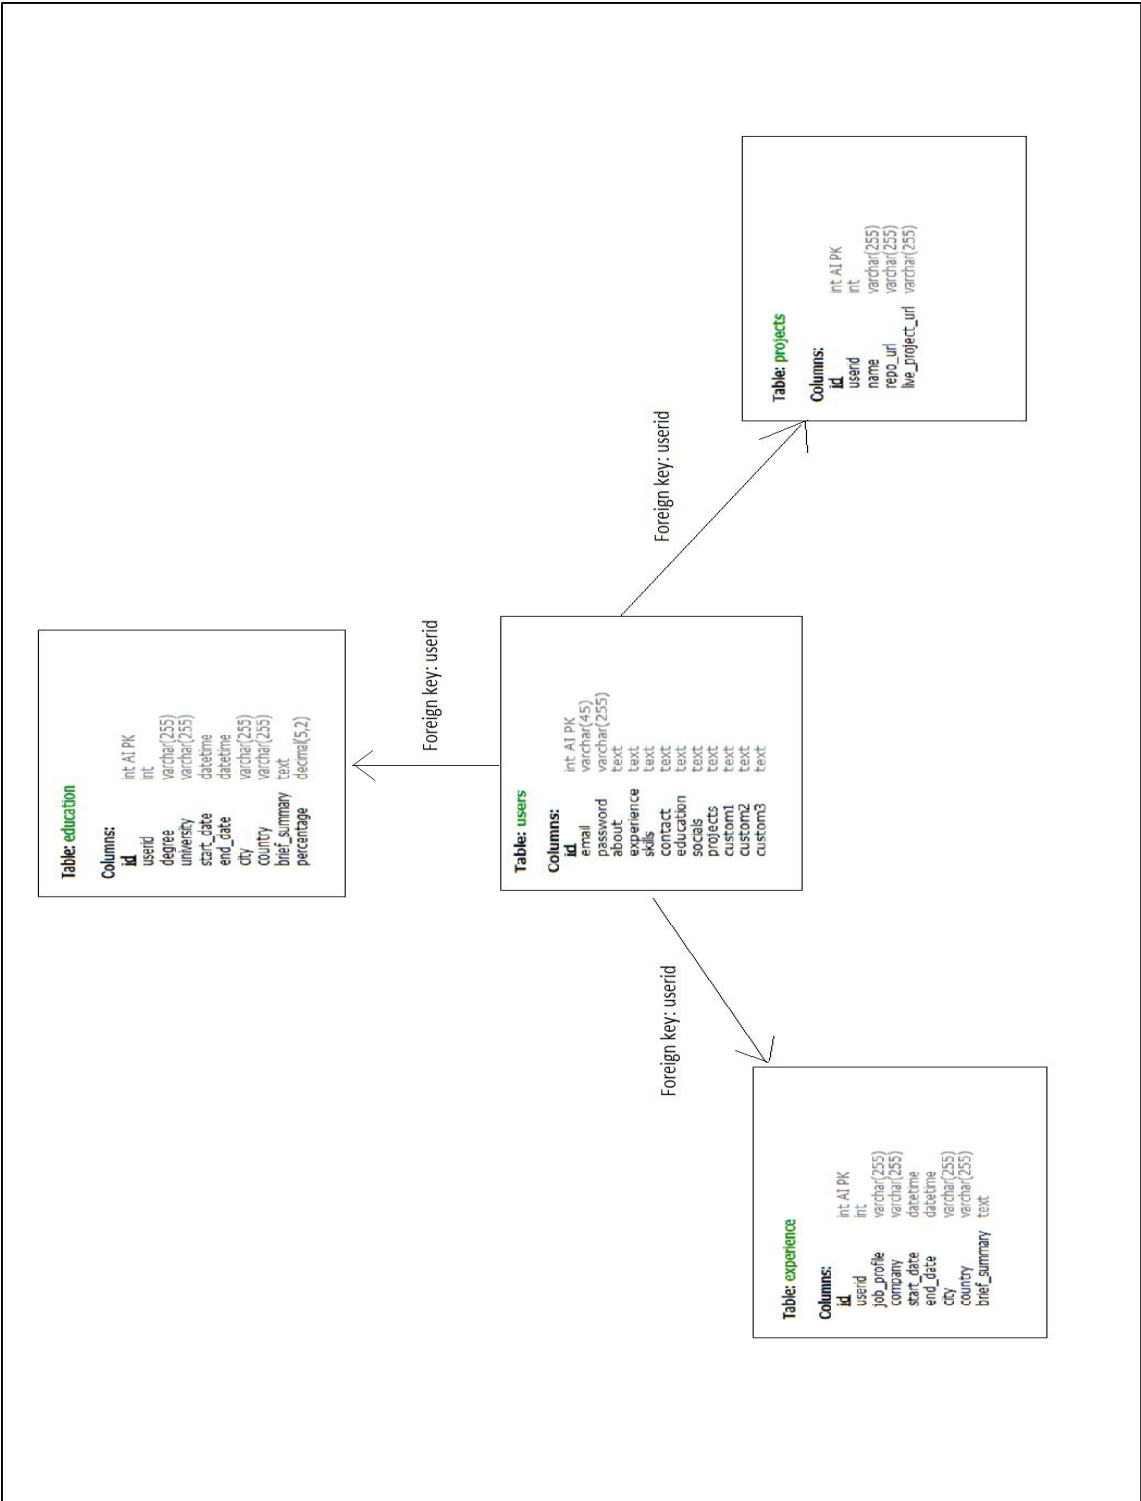 Table: education
Columns:
id int AI PK
userid int
degree varchar(255)
university varchar(255)
start_date datetime
end_date datetime
city varchar(255)
country varchar(255)
brief_summary text
percentage decimal(5,2)
Foreign key: userid
Table: users
Columns:
id int AI PK
email varchar(45)
password varchar(255)
about text
experience text
skills text
contact text
education text
socials text
projects text
custom1 text
custom2 text
custom3 text
Foreign key: userid
Table: experience
Columns:
id int AI PK
userid int
job_profile varchar(255)
company varchar(255)
start_date datetime
end_date datetime
city varchar(255)
country varchar(255)
brief_summary text
Foreign key: userid
Table: projects
Columns:
id int AI PK
userid int
name varchar(255)
repo_url varchar(255)
live_project_url varchar(255)